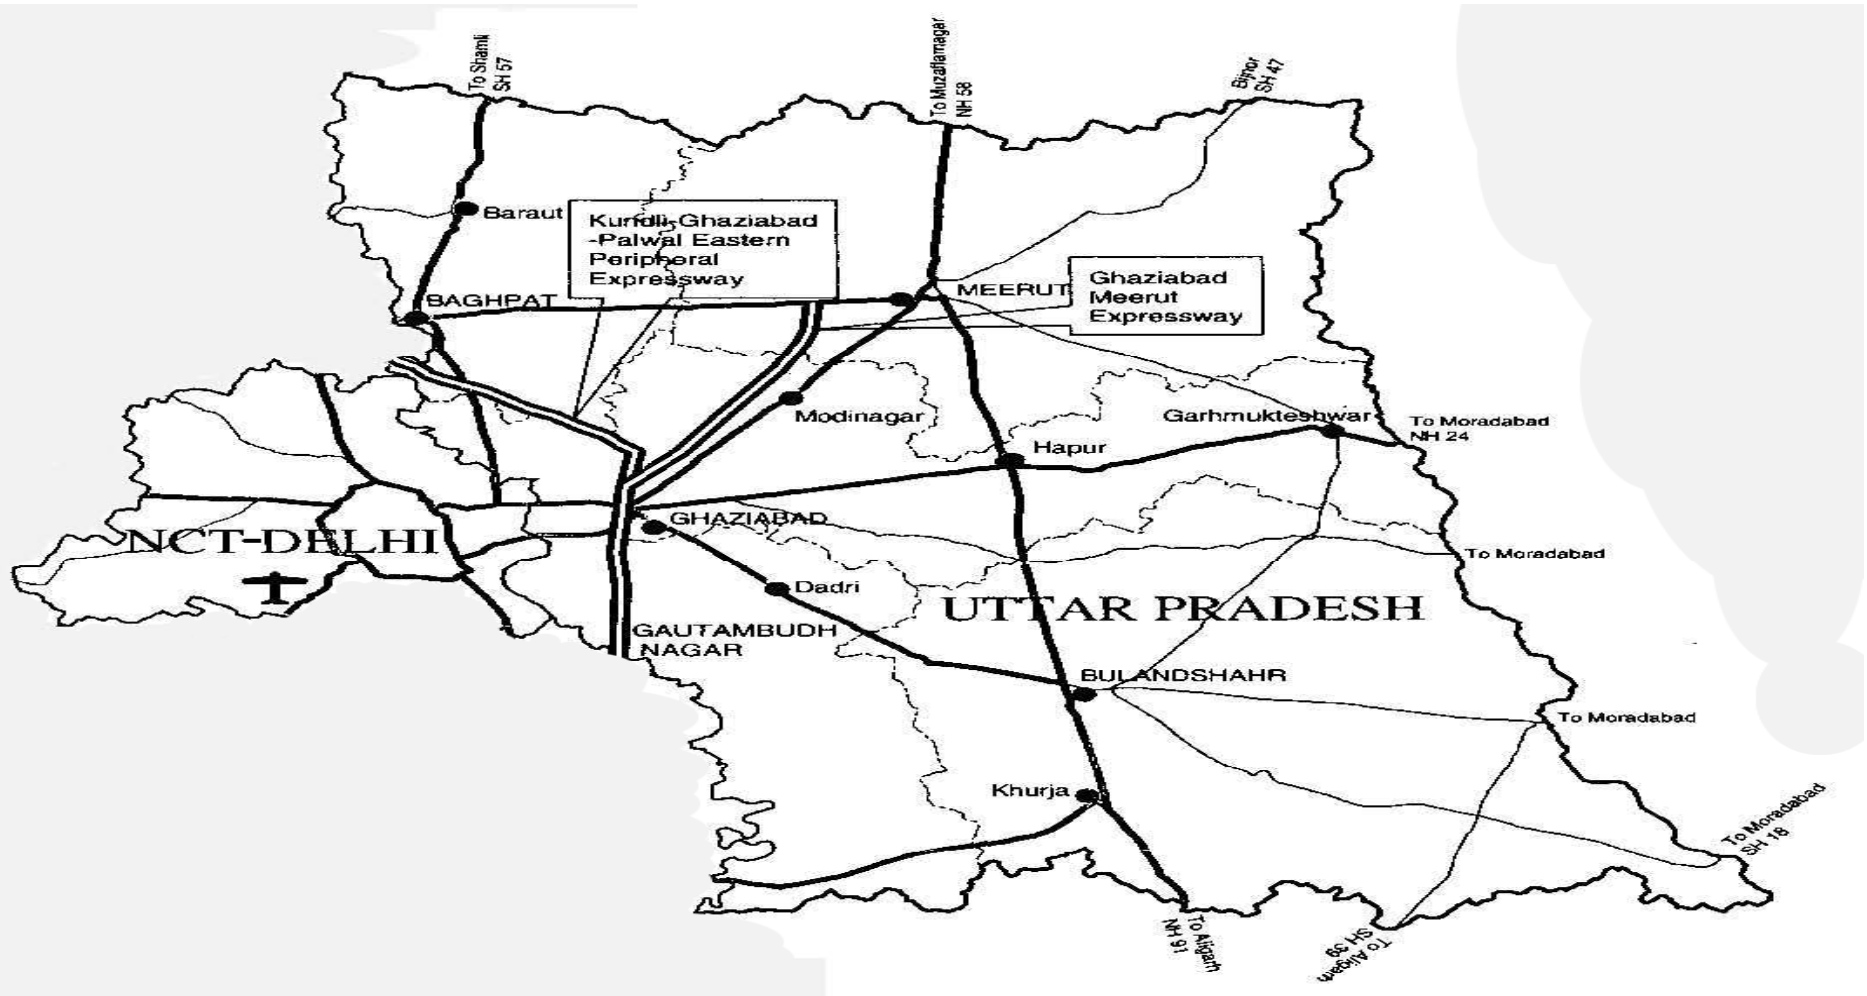 To Shamli
SH 57
To Muzaffarnagar
NH 58
Bijnor
SH 47
Baraut
Kundli-Ghaziabad
-Palwal Eastern
Peripheral
Expressway
BAGHPAT
MEERUT
Ghaziabad
Meerut
Expressway
Modinagar
Garhmukteshwar
To Moradabad
NH 24
Hapur
GHAZIABAD
NCT-DELHI
To Moradabad
Dadri
UTTAR PRADESH
GAUTAMBUDH
NAGAR
BULANDSHAHR
To Moradabad
Khurja
To Moradabad
SH 18
To Aligarh
NH 91
To Aligarh
SH 39